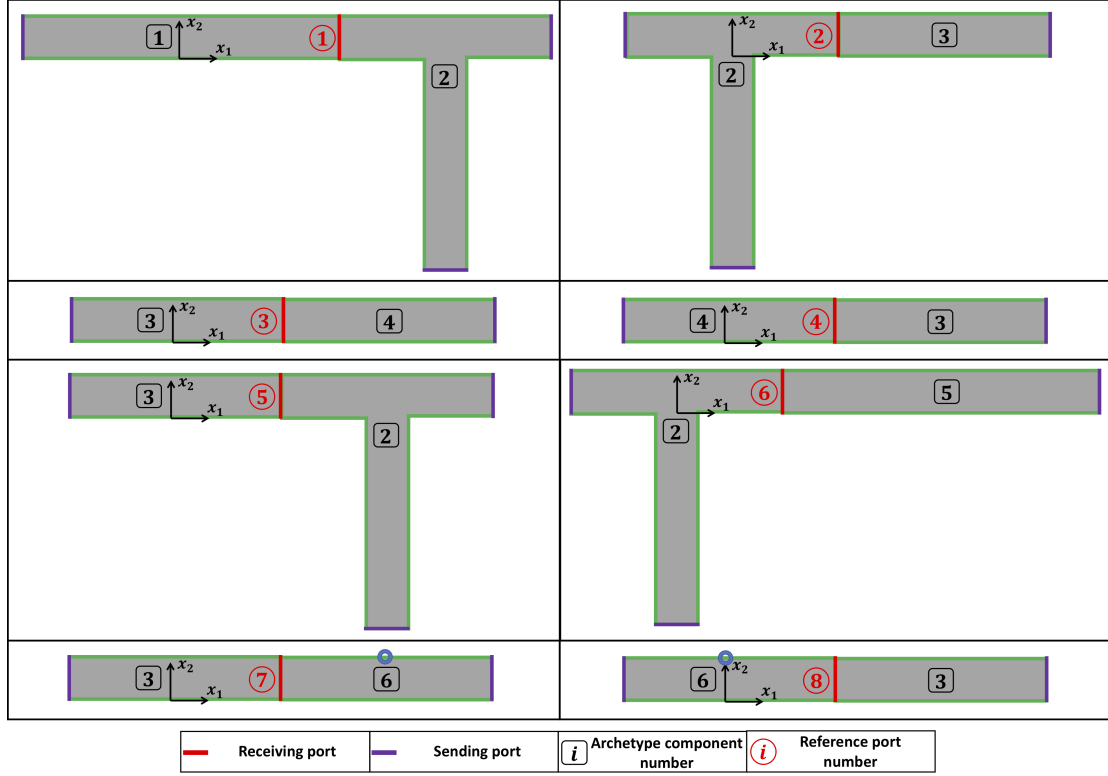 1 x₂ x₁ 1 2
2 x₂ x₁ 2 3
3 x₂ x₁ 3 4
4 x₂ x₁ 4 3
3 x₂ x₁ 5 2
2 x₂ x₁ 6 5
3 x₂ x₁ 7 6
6 x₂ x₁ 8 3
Receiving port
Sending port
i Archetype component
number
i Reference port
number